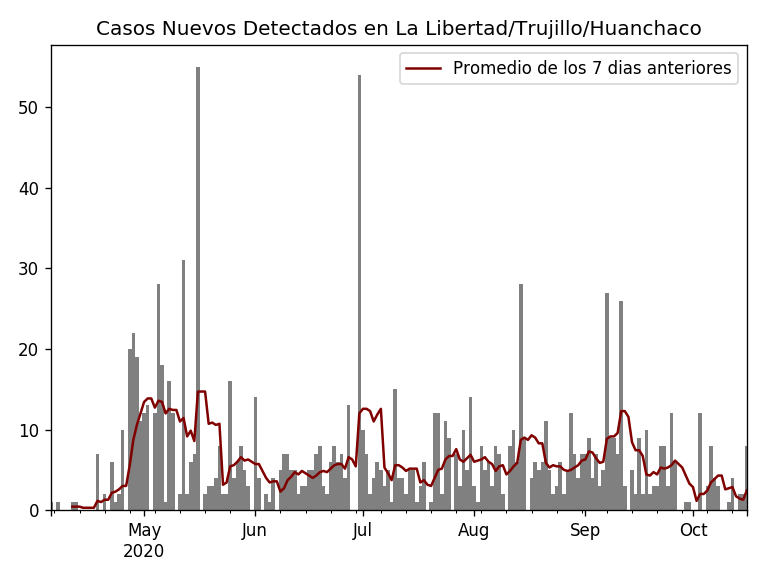 Casos Nuevos Detectados en La Libertad/Trujillo/Huanchaco
Promedio de los 7 dias anteriores
50
40
30
20
10
0
May Jun Jul Aug Sep Oct
2020